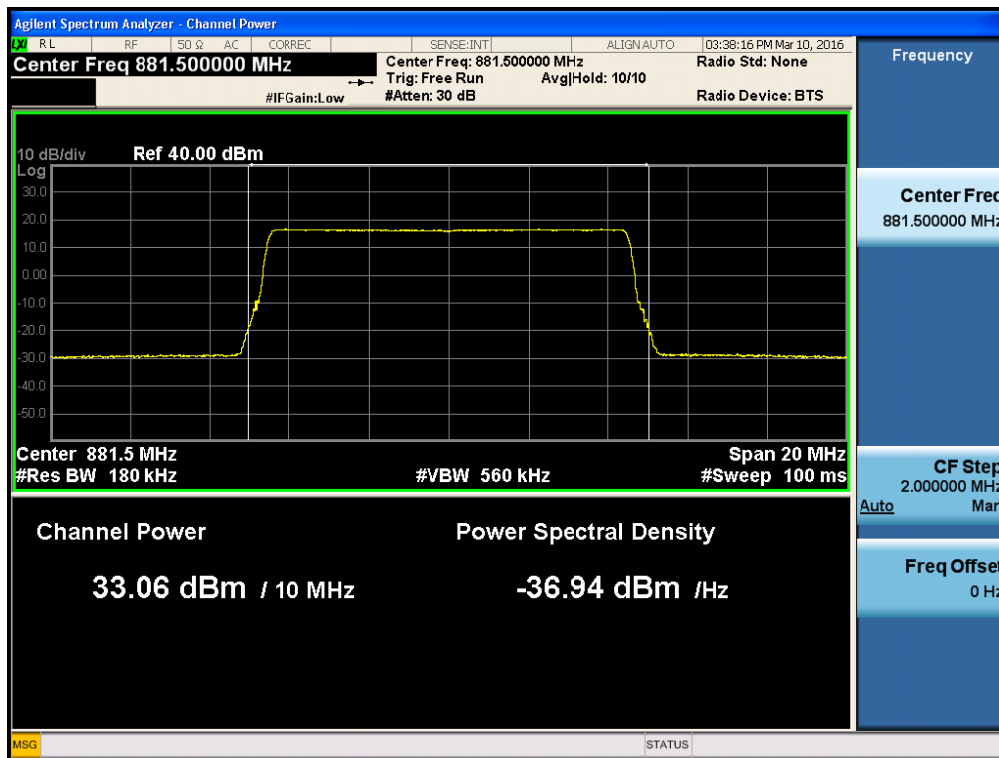 Agilent Spectrum Analyzer - Channel Power
LXI RL RF 50 Ω AC CORREC SENSE:INT ALIGN AUTO 03:38:16 PM Mar 10, 2016
Center Freq 881.500000 MHz
Center Freq: 881.500000 MHz
Radio Std: None
Trig: Free Run Avg|Hold: 10/10
#IFGain:Low
#Atten: 30 dB
Radio Device: BTS
10 dB/div Ref 40.00 dBm
Log
30.0
20.0
10.0
0.00
-10.0
-20.0
-30.0
-40.0
-50.0
Center 881.5 MHz
Span 20 MHz
#Res BW 180 kHz
#VBW 560 kHz
#Sweep 100 ms
Channel Power
Power Spectral Density
33.06 dBm / 10 MHz
-36.94 dBm /Hz
Frequency
Center Freq
881.500000 MHz
CF Step
2.000000 MHz
Auto Man
Freq Offset
0 Hz
MSG
STATUS